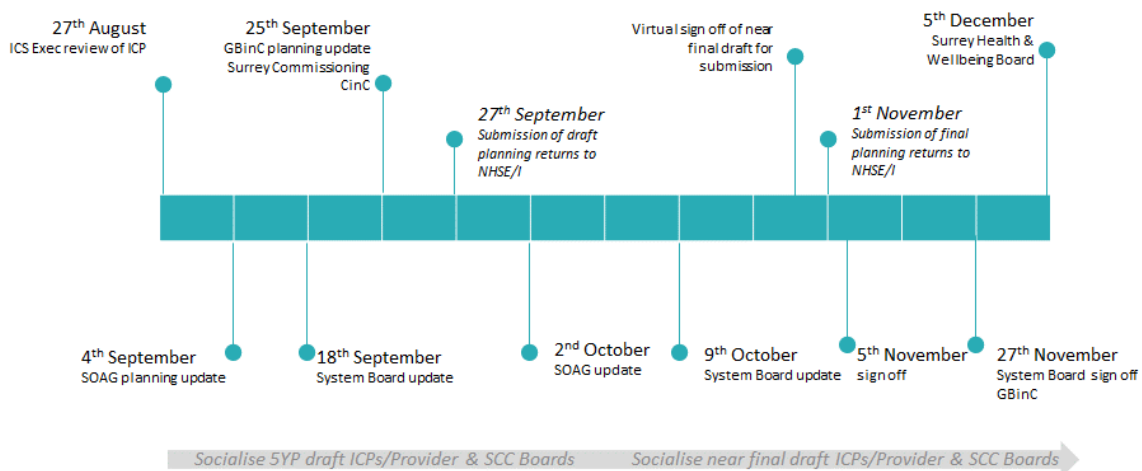 27th August
ICS Exec review of ICP
25th September
GBinC planning update
Surrey Commissioning
CinC
27th September
Submission of draft
planning returns to
NHSE/I
Virtual sign off of near
final draft for
submission
1st November
Submission of final
planning returns to
NHSE/I
5th December
Surrey Health &
Wellbeing Board
4th September
SOAG planning update
18th September
System Board update
2nd October
SOAG update
9th October
System Board update
5th November
sign off
27th November
System Board sign off
GBinC
Socialise 5YP draft ICPs/Provider & SCC Boards
Socialise near final draft ICPs/Provider & SCC Boards